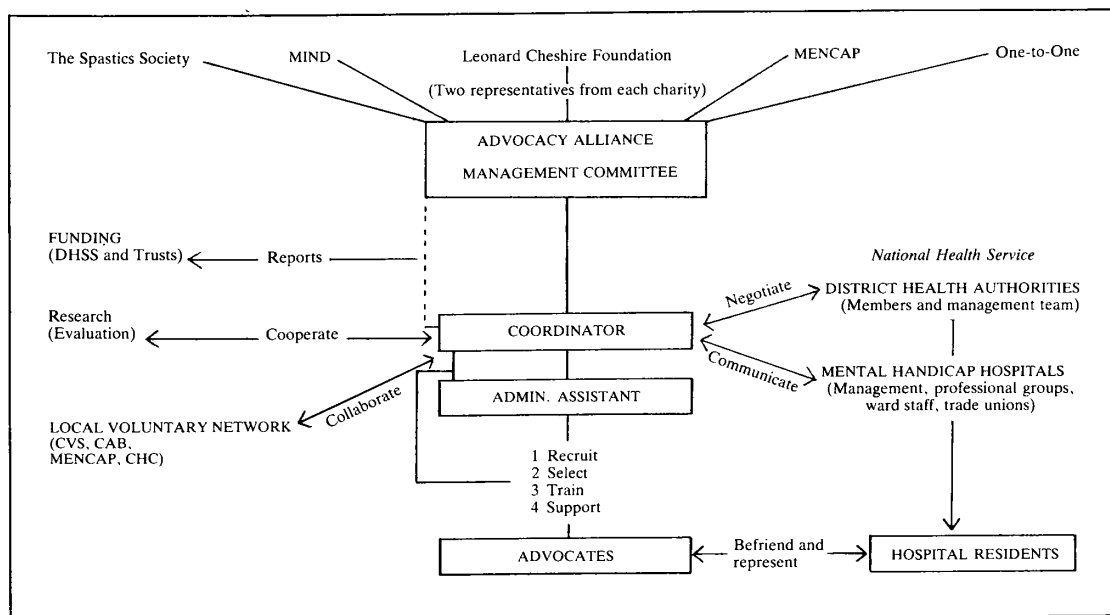 The Spastics Society
MIND
Leonard Cheshire Foundation
MENCAP
One-to-One
(Two representatives from each charity)
ADVOCACY ALLIANCE
MANAGEMENT COMMITTEE
FUNDING
(DHSS and Trusts)
Reports
National Health Service
Negotiate
DISTRICT HEALTH AUTHORITIES
(Members and management team)
Research
(Evaluation)
Cooperate
COORDINATOR
Communicate
MENTAL HANDICAP HOSPITALS
(Management, professional groups,
ward staff, trade unions)
Collaborate
ADMIN. ASSISTANT
LOCAL VOLUNTARY NETWORK
(CVS, CAB,
MENCAP, CHC)
1 Recruit
2 Select
3 Train
4 Support
ADVOCATES
Befriend and
represent
HOSPITAL RESIDENTS